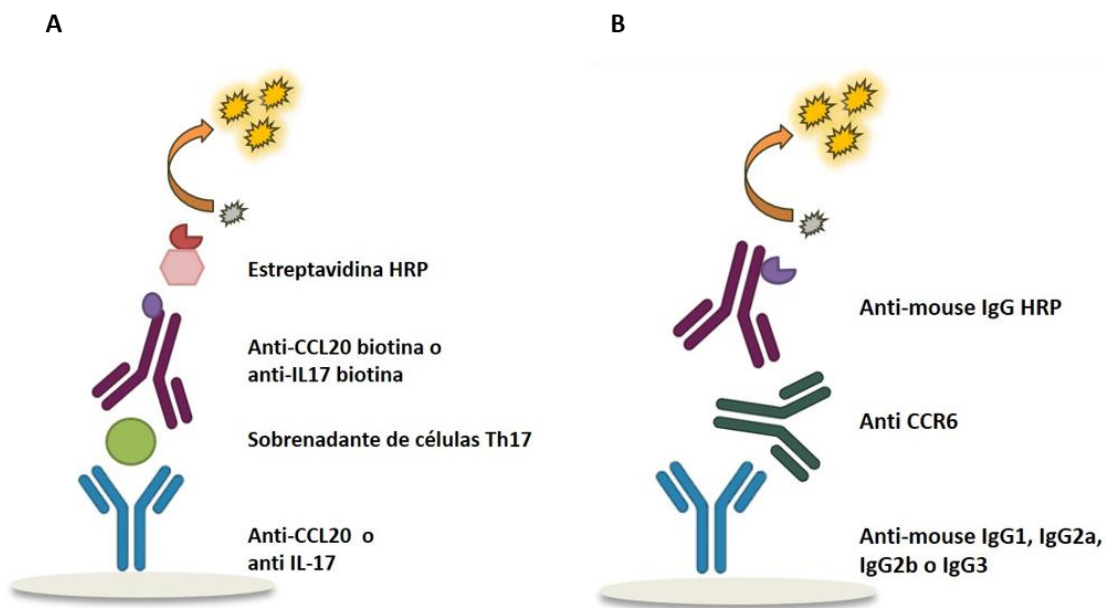 A
Estreptavidina HRP
Anti-CCL20 biotina o
anti-IL17 biotina
Sobrenadante de células Th17
Anti-CCL20 o
anti IL-17
B
Anti-mouse IgG HRP
Anti CCR6
Anti-mouse IgG1, IgG2a,
IgG2b o IgG3